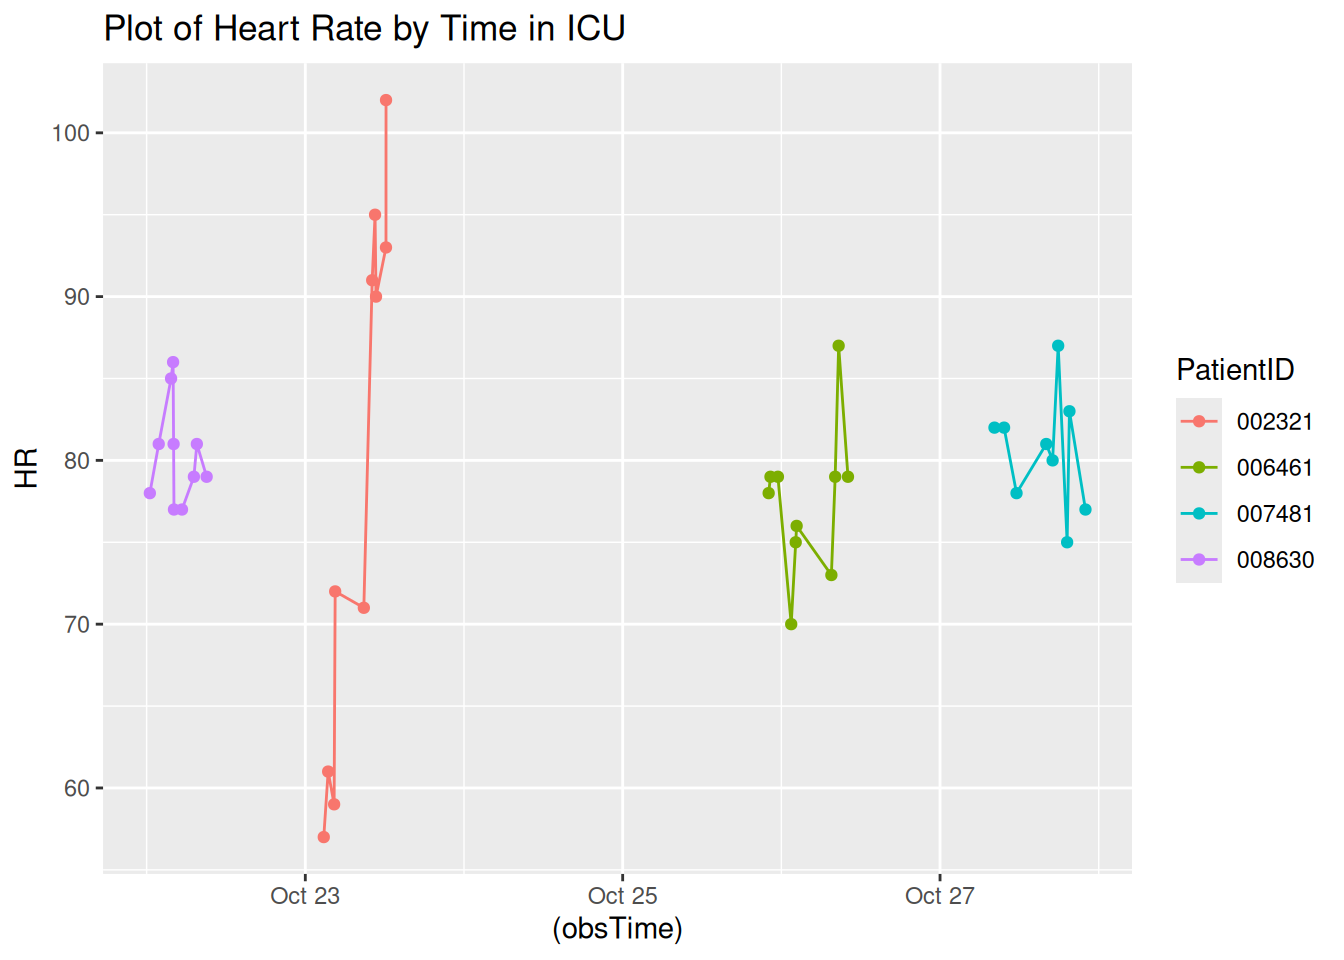 Plot of Heart Rate by Time in ICU
HR
100
90
80
70
60
Oct 23
Oct 25
Oct 27
(obsTime)
PatientID
002321
006461
007481
008630